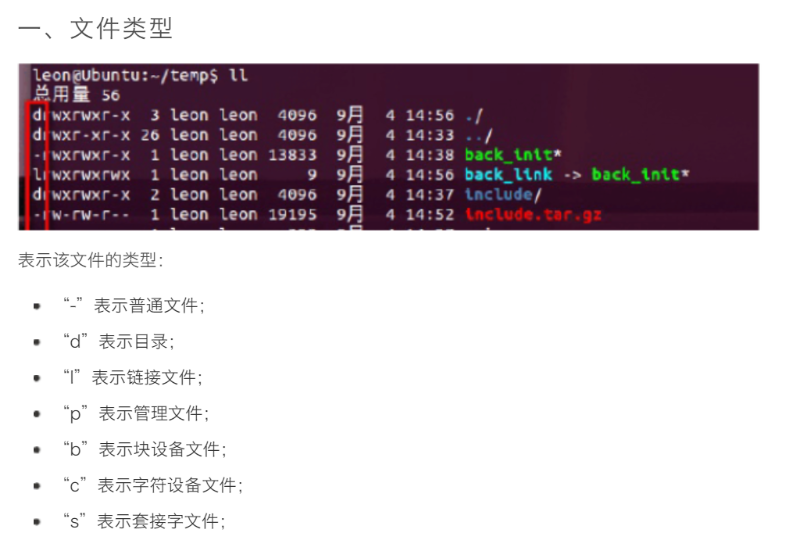 一、文件类型
leon@Ubuntu:~/temp$ ll
总用量 56
drwxrwxr-x 3 leon leon 4096 9月 4 14:56 ./
drwxr-xr-x 26 leon leon 4096 9月 4 14:33 ../
-rwxrwxr-x 1 leon leon 13833 9月 4 14:38 back_init*
lrwxrwxrwx 1 leon leon 9 9月 4 14:56 back_link -> back_init*
drwxrwxr-x 2 leon leon 4096 9月 4 14:37 include/
-rw-rw-r-- 1 leon leon 19195 9月 4 14:52 include.tar.gz
表示该文件的类型：
“-”表示普通文件；
“d”表示目录；
“l”表示链接文件；
“p”表示管理文件；
“b”表示块设备文件；
“c”表示字符设备文件；
“s”表示套接字文件；